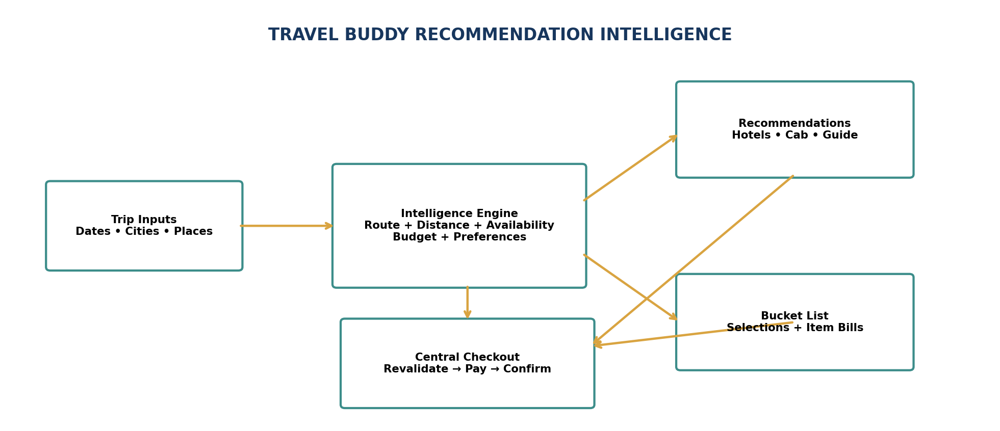 TRAVEL BUDDY RECOMMENDATION INTELLIGENCE
Recommendations
Hotels • Cab • Guide
Trip Inputs
Dates • Cities • Places
Intelligence Engine
Route + Distance + Availability
Budget + Preferences
Bucket List
Selections + Item Bills
Central Checkout
Revalidate → Pay → Confirm